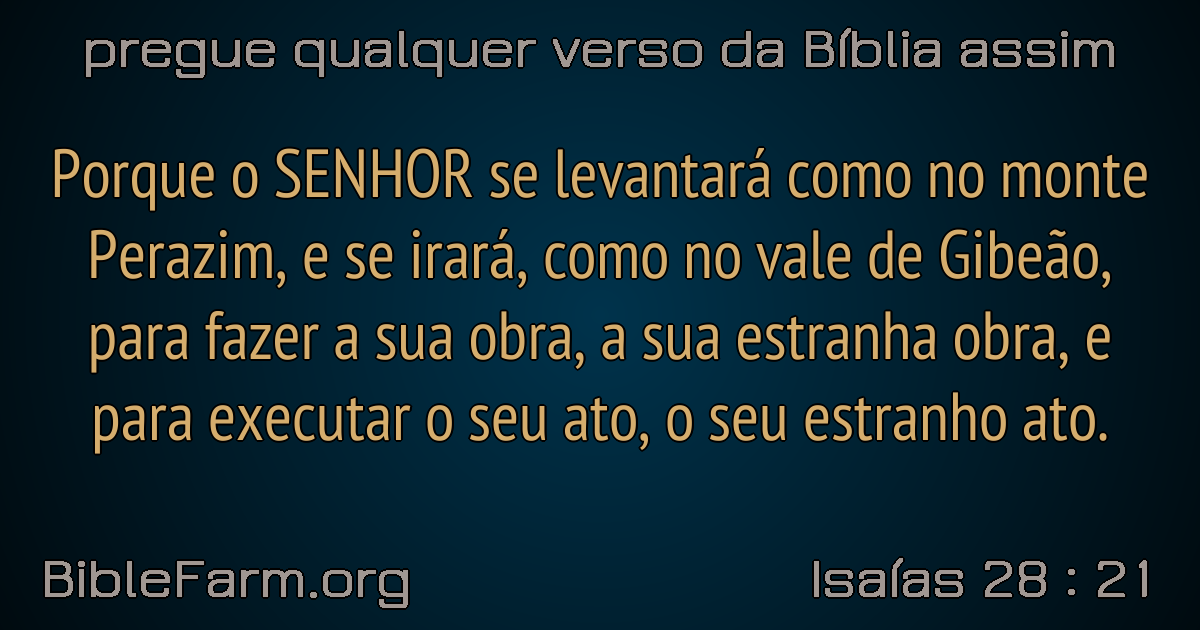 pregue qualquer verso da Bíblia assim
Porque o SENHOR se levantará como no monte
Perazim, e se irará, como no vale de Gibeão,
para fazer a sua obra, a sua estranha obra, e
para executar o seu ato, o seu estranho ato.
BibleFarm.org
Isaías 28 : 21